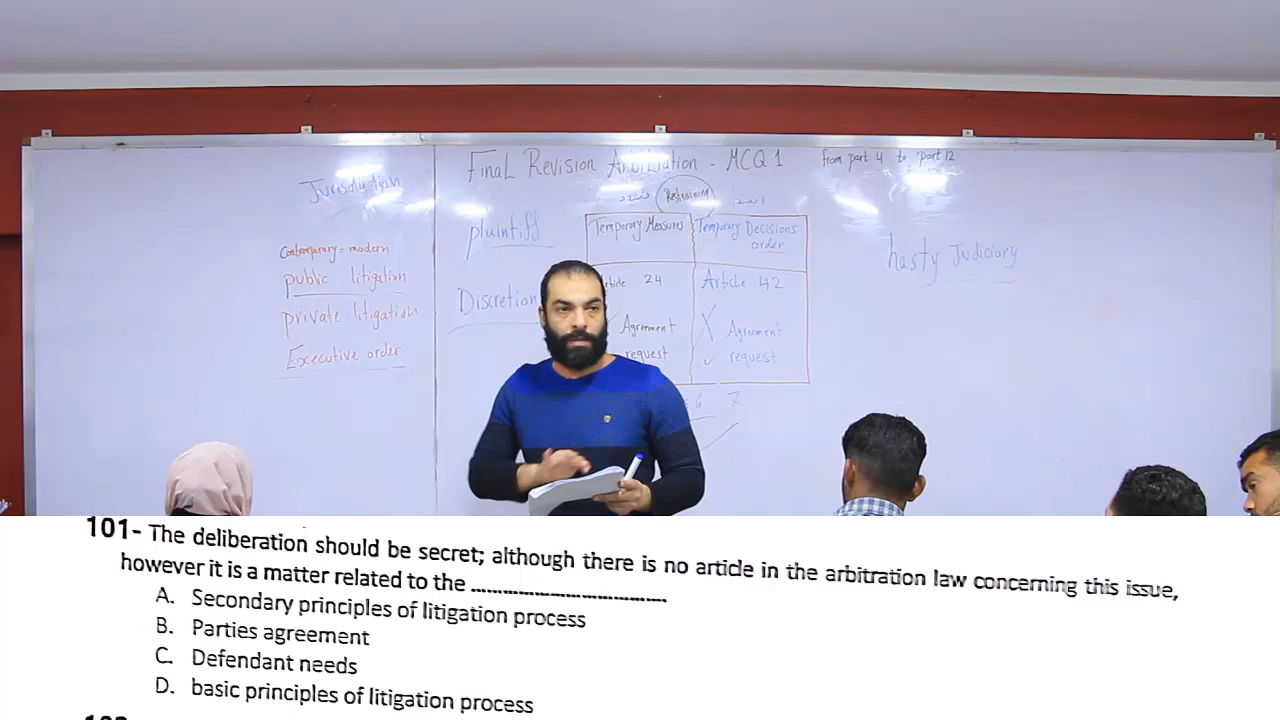 Final Revision Arbitration - MCQ 1 from part 4 to part 12
Jurisdiction
Restraining
plaintiff
Temporary Measures
Temporary Decisions
order
hasty Judiciary
Contemporary = modern
public litigation
private litigation
Executive order
Discretion
24
Article 42
Agreement
request
X Agreement
✓ request
6 7
101- The deliberation should be secret; although there is no article in the arbitration law concerning this issue,
however it is a matter related to the ....................................
A. Secondary principles of litigation process
B. Parties agreement
C. Defendant needs
D. basic principles of litigation process